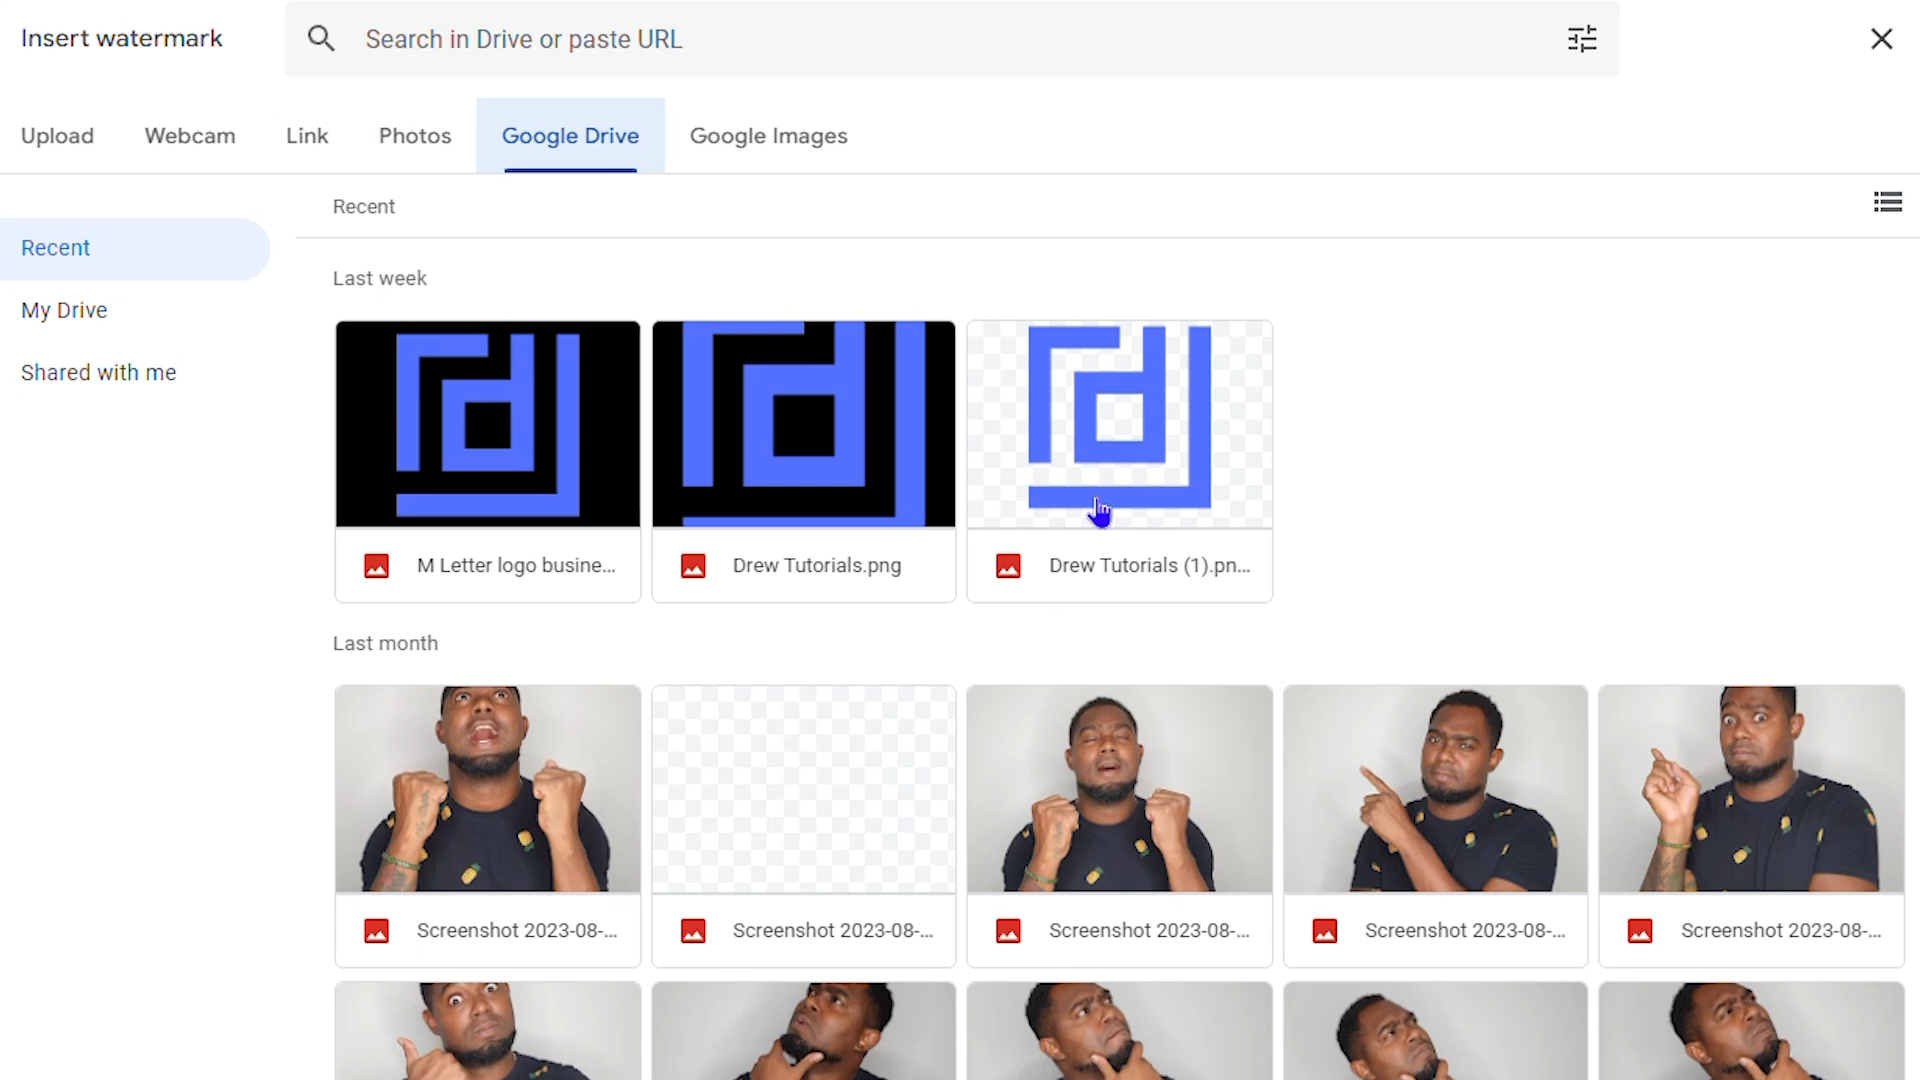 Insert watermark
Search in Drive or paste URL
Upload
Webcam
Link
Photos
Google Drive
Google Images
Recent
My Drive
Shared with me
Recent
Last week
M Letter logo busine...
Drew Tutorials.png
Drew Tutorials (1).pn...
Last month
Screenshot 2023-08-...
Screenshot 2023-08-...
Screenshot 2023-08-...
Screenshot 2023-08-...
Screenshot 2023-08-...